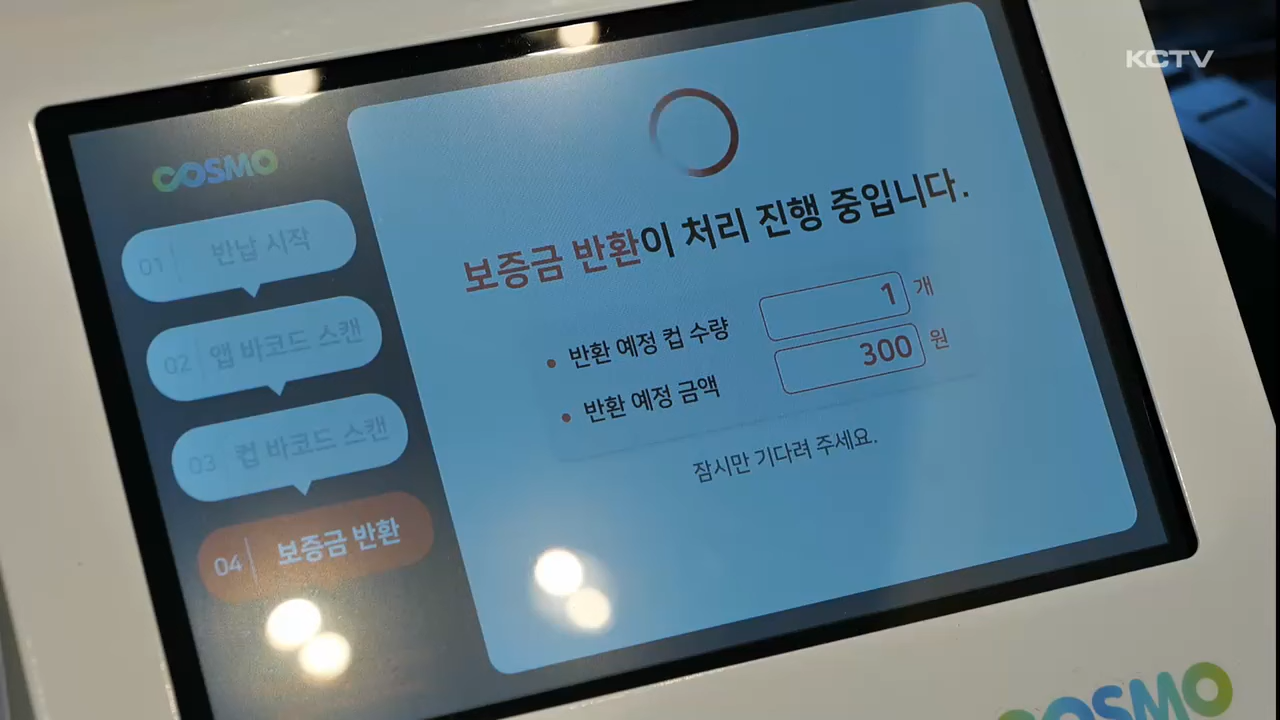 KCTV
COSMO
01 반납 시작
02 앱 바코드 스캔
03 컵 바코드 스캔
04 보증금 반환
보증금 반환이 처리 진행 중입니다.
• 반환 예정 컵 수량 1 개
• 반환 예정 금액 300 원
잠시만 기다려 주세요.
COSMO